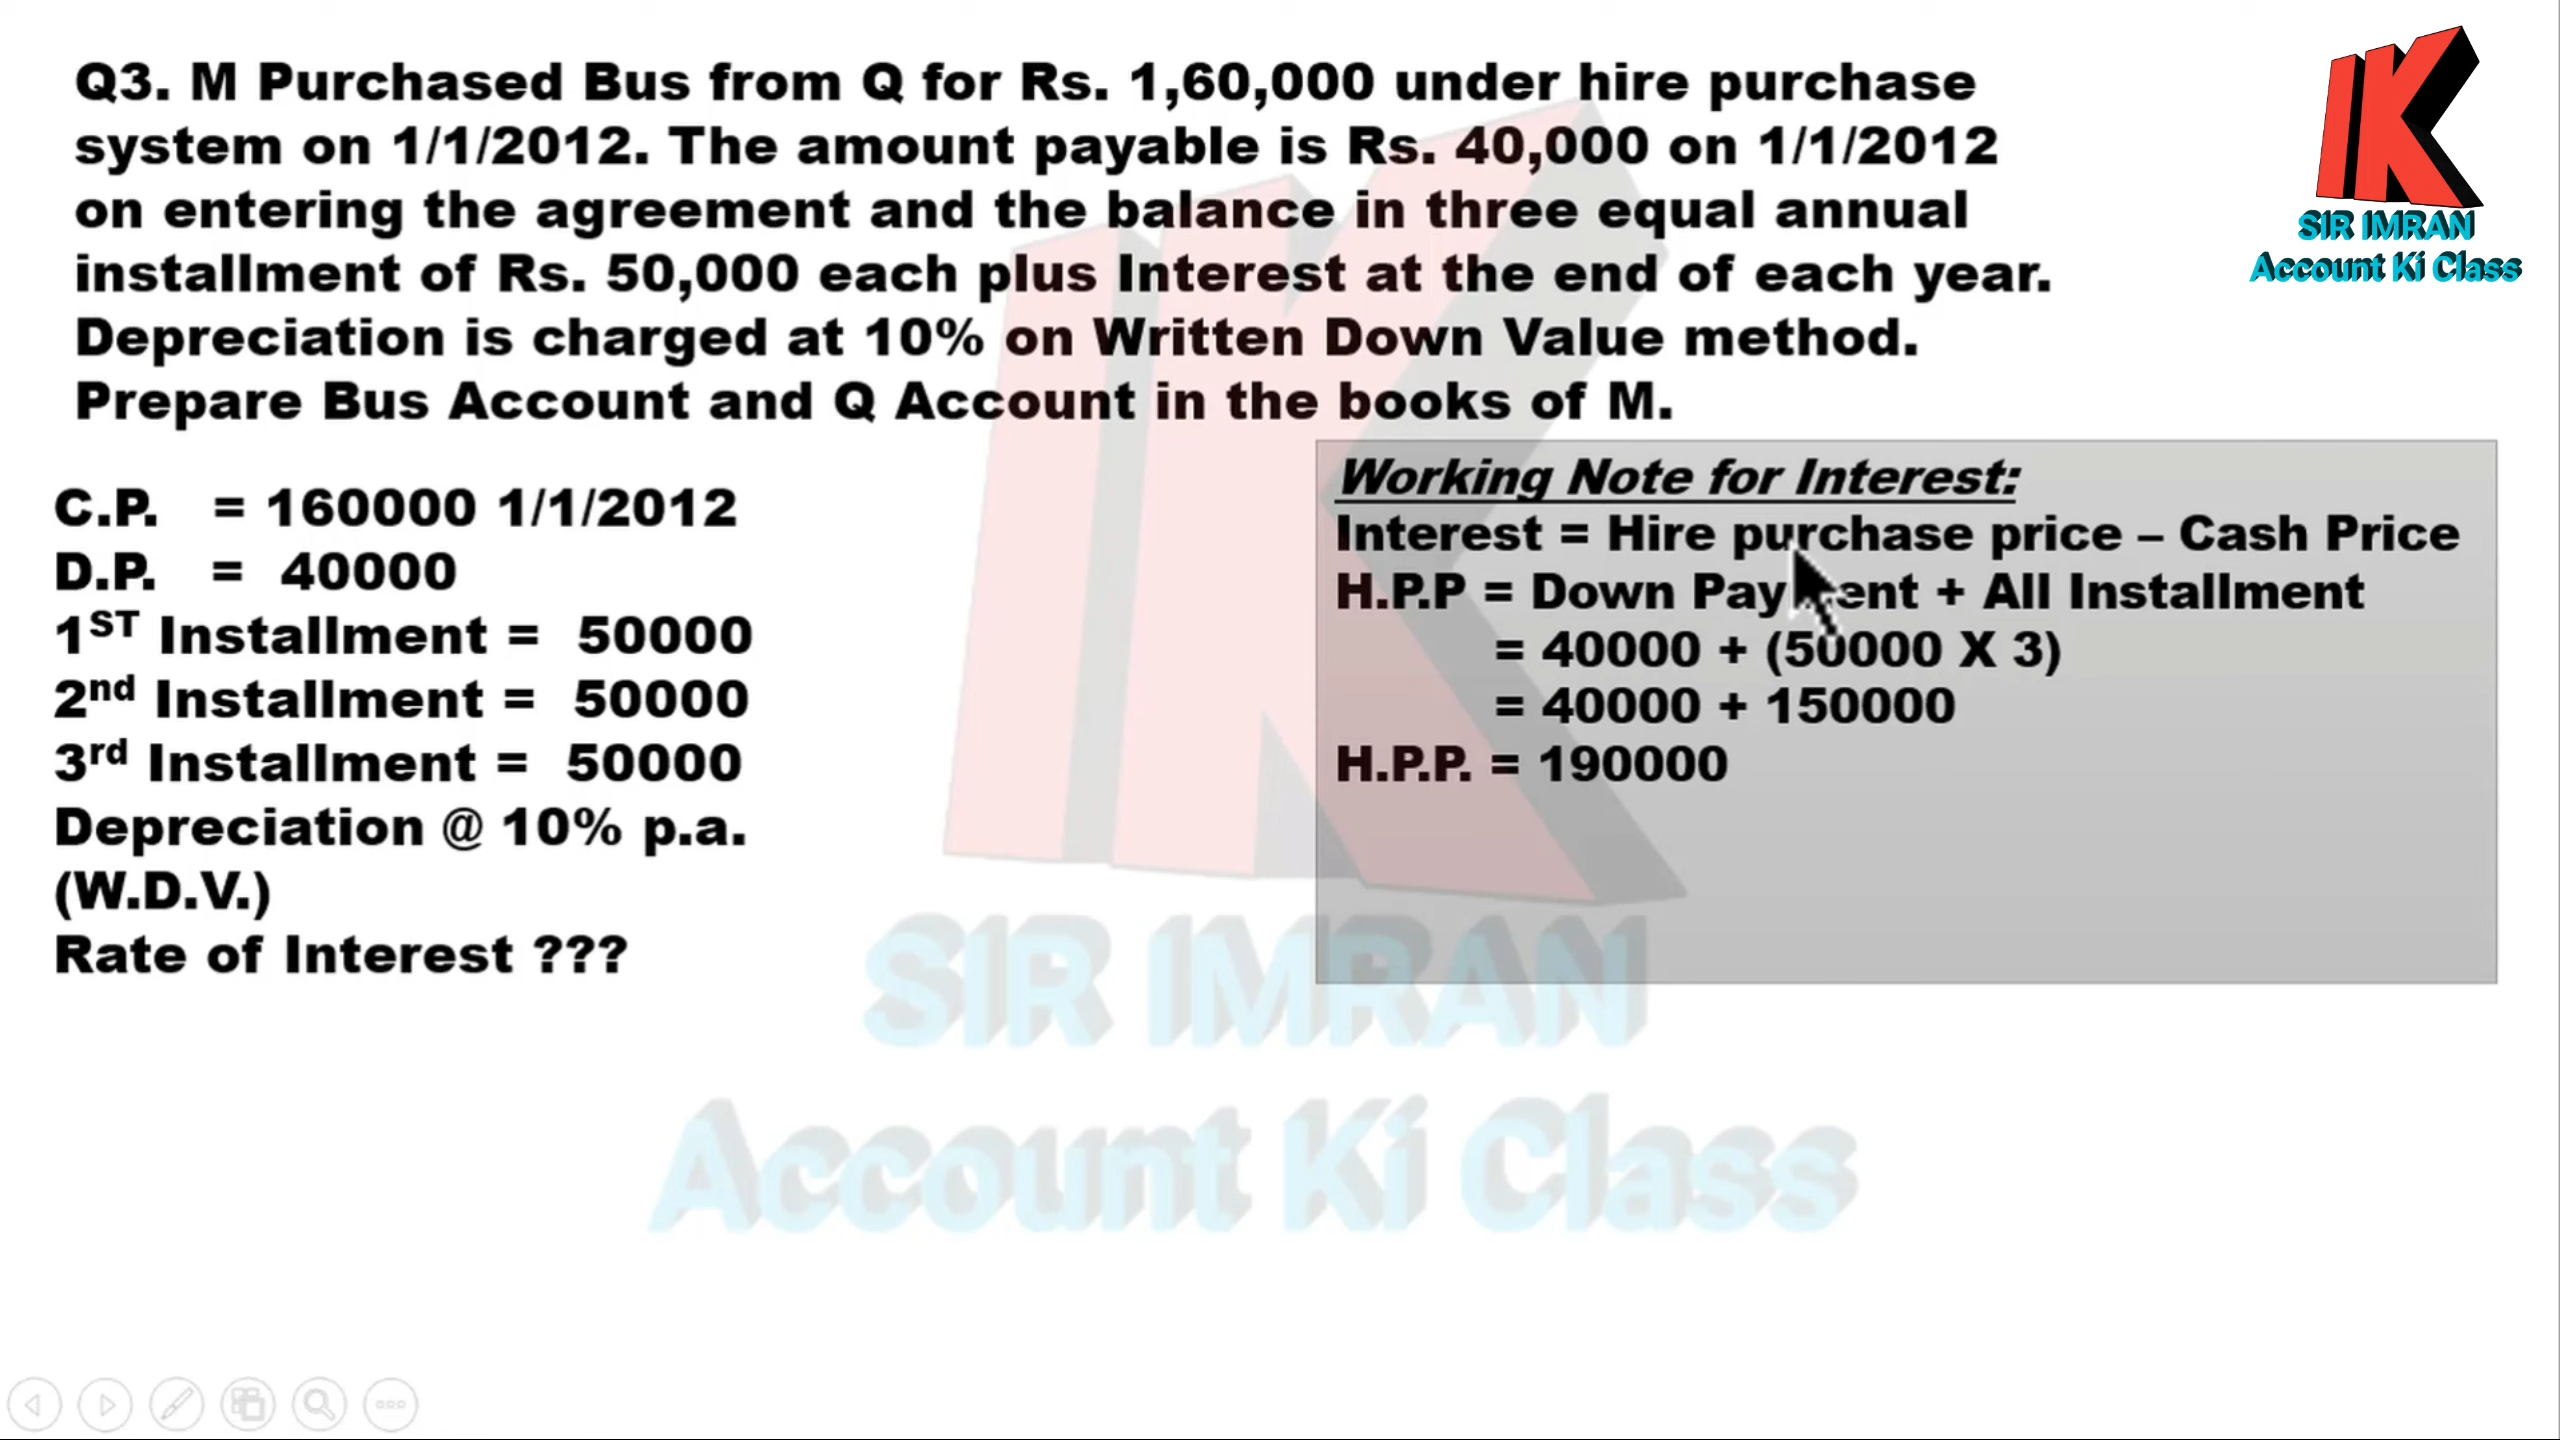 Q3. M Purchased Bus from Q for Rs. 1,60,000 under hire purchase
system on 1/1/2012. The amount payable is Rs. 40,000 on 1/1/2012
on entering the agreement and the balance in three equal annual
installment of Rs. 50,000 each plus Interest at the end of each year.
Depreciation is charged at 10% on Written Down Value method.
Prepare Bus Account and Q Account in the books of M.
IK
SIR IMRAN
Account Ki Class
C.P. = 160000 1/1/2012
D.P. = 40000
1ST Installment = 50000
2nd Installment = 50000
3rd Installment = 50000
Depreciation @ 10% p.a.
(W.D.V.)
Rate of Interest ???
Working Note for Interest:
Interest = Hire purchase price – Cash Price
H.P.P = Down Payment + All Installment
= 40000 + (50000 X 3)
= 40000 + 150000
H.P.P. = 190000
IK
SIR IMRAN
Account Ki Class